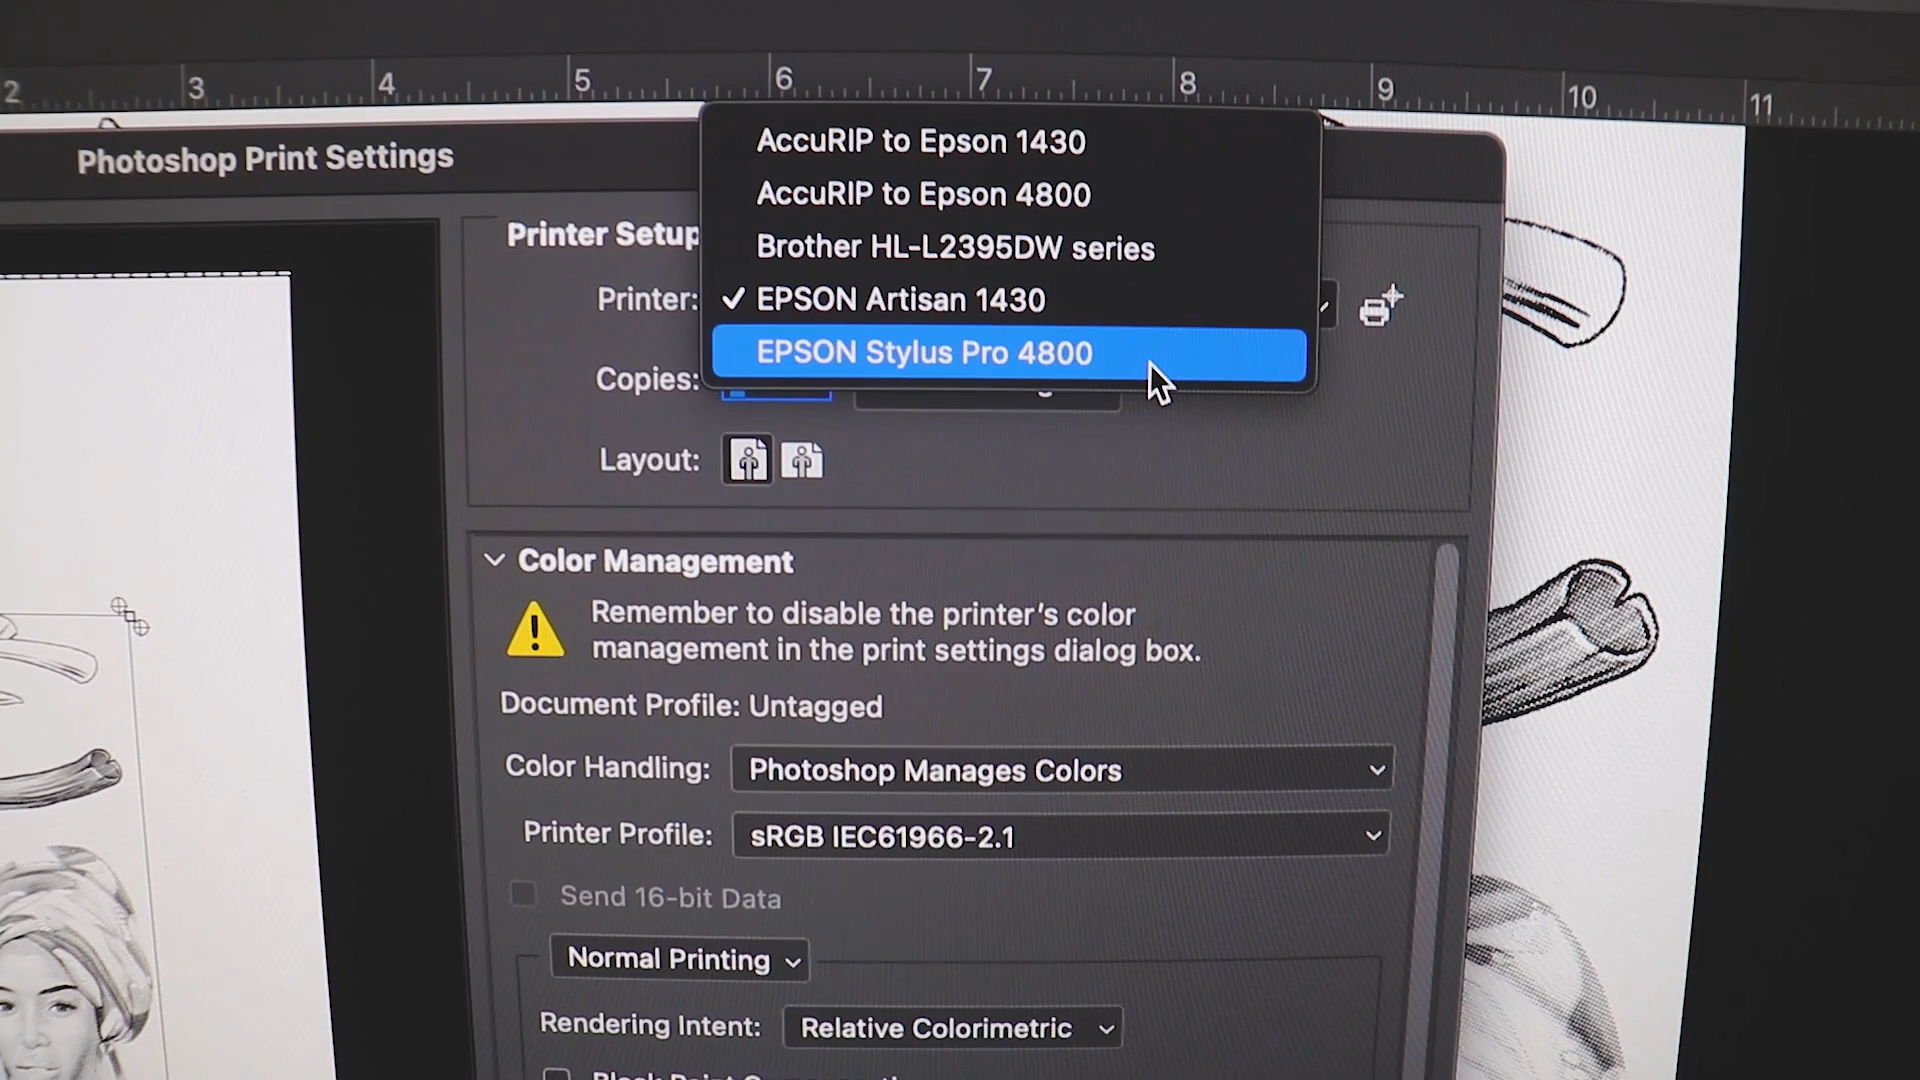 2 3 4 5 6 7 8 9 10 11
Photoshop Print Settings
AccuRIP to Epson 1430
AccuRIP to Epson 4800
Brother HL-L2395DW series
✓ EPSON Artisan 1430
EPSON Stylus Pro 4800
Printer Setup
Printer:
Copies:
Layout:
Color Management
Remember to disable the printer's color
management in the print settings dialog box.
Document Profile: Untagged
Color Handling: Photoshop Manages Colors
Printer Profile: sRGB IEC61966-2.1
Send 16-bit Data
Normal Printing
Rendering Intent: Relative Colorimetric